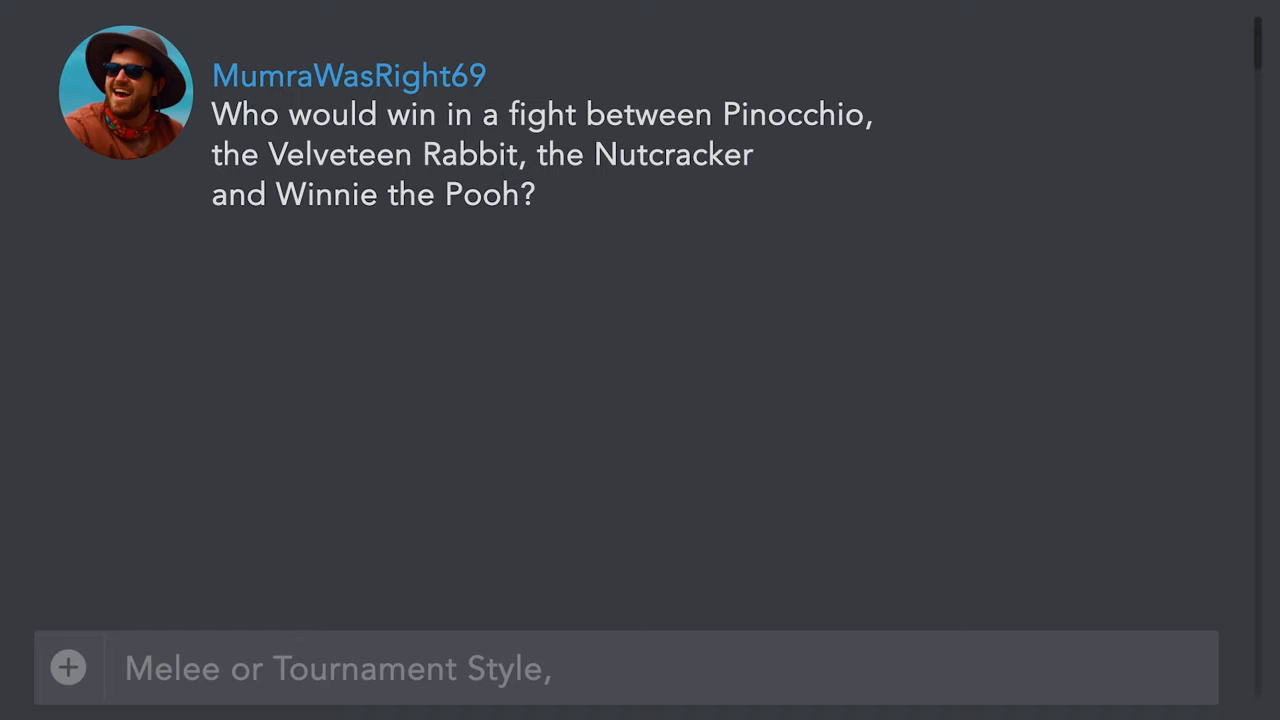 MumraWasRight69
Who would win in a fight between Pinocchio,
the Velveteen Rabbit, the Nutcracker
and Winnie the Pooh?
Melee or Tournament Style,